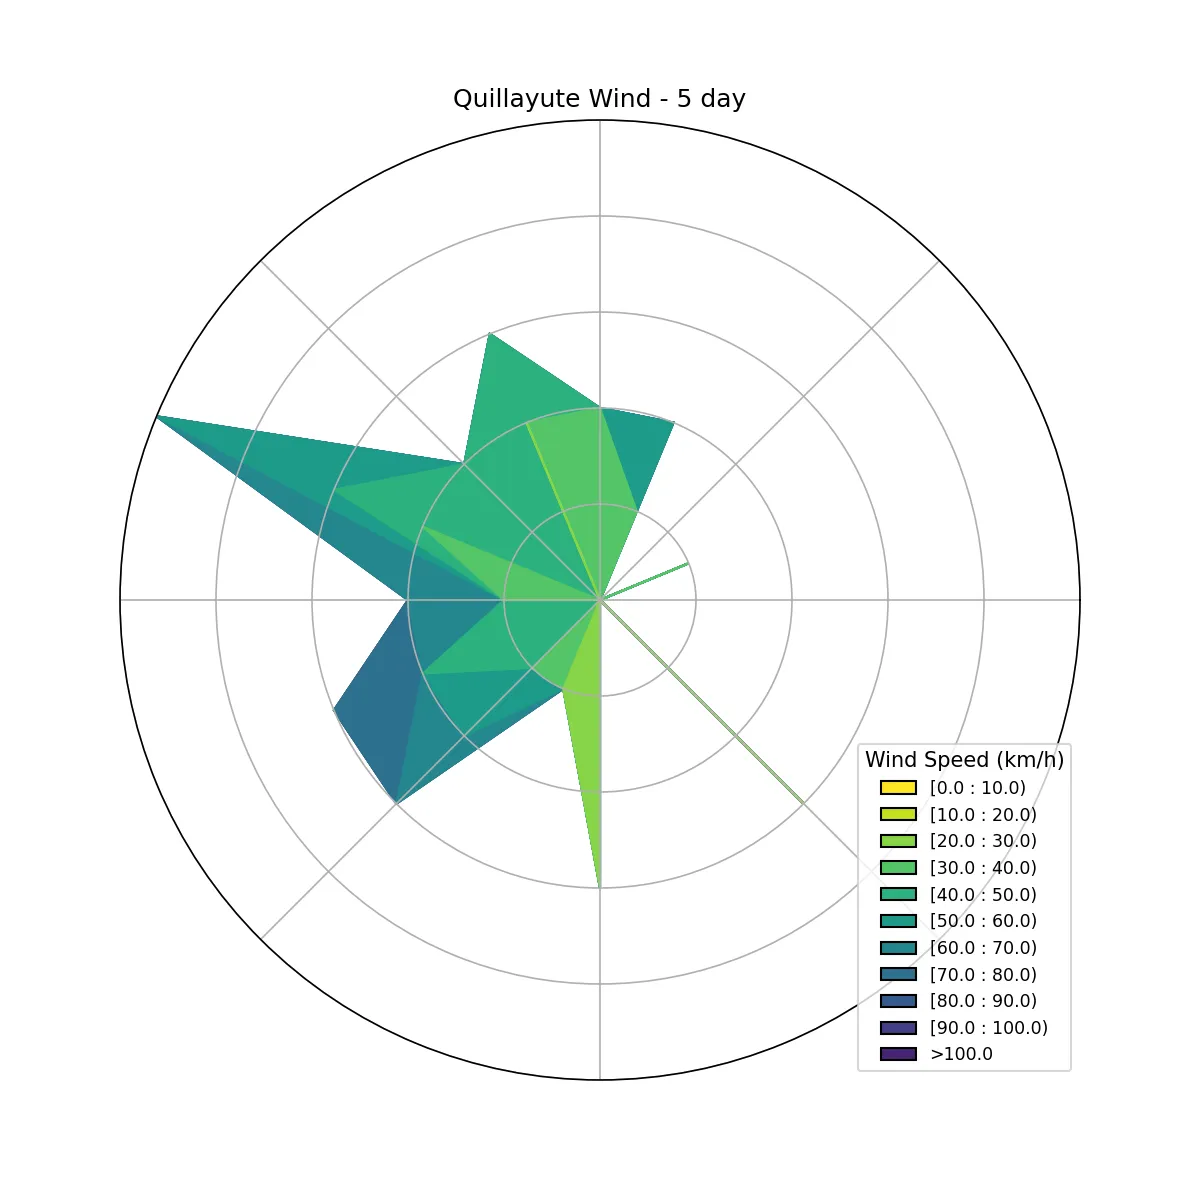 Quillayute Wind - 5 day
Wind Speed (km/h)
[0.0 : 10.0)
[10.0 : 20.0)
[20.0 : 30.0)
[30.0 : 40.0)
[40.0 : 50.0)
[50.0 : 60.0)
[60.0 : 70.0)
[70.0 : 80.0)
[80.0 : 90.0)
[90.0 : 100.0)
>100.0